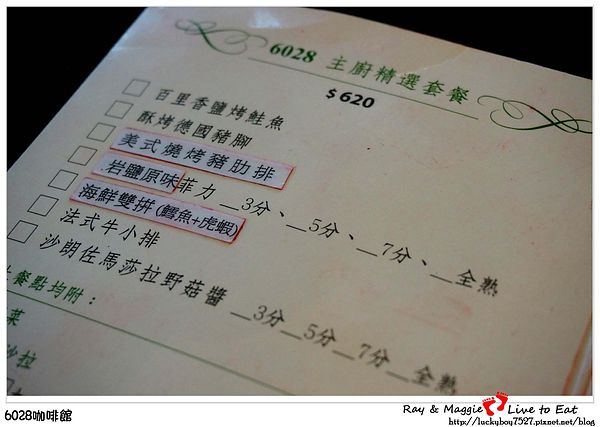 6028 主廚精選套餐
$620
百里香鹽烤鮭魚
酥烤德國豬腳
美式燒烤豬肋排
岩鹽原味菲力 __3分、__5分、__7分、__全熟
海鮮雙拼(鱈魚+虎蝦)
法式牛小排
沙朗佐馬莎拉野菇醬 __3分__5分__7分__全熟
餐點均附：
菜
沙拉
6028咖啡館
Ray & Maggie Live to Eat
http://luckyboy7527.pixnet.net/blog